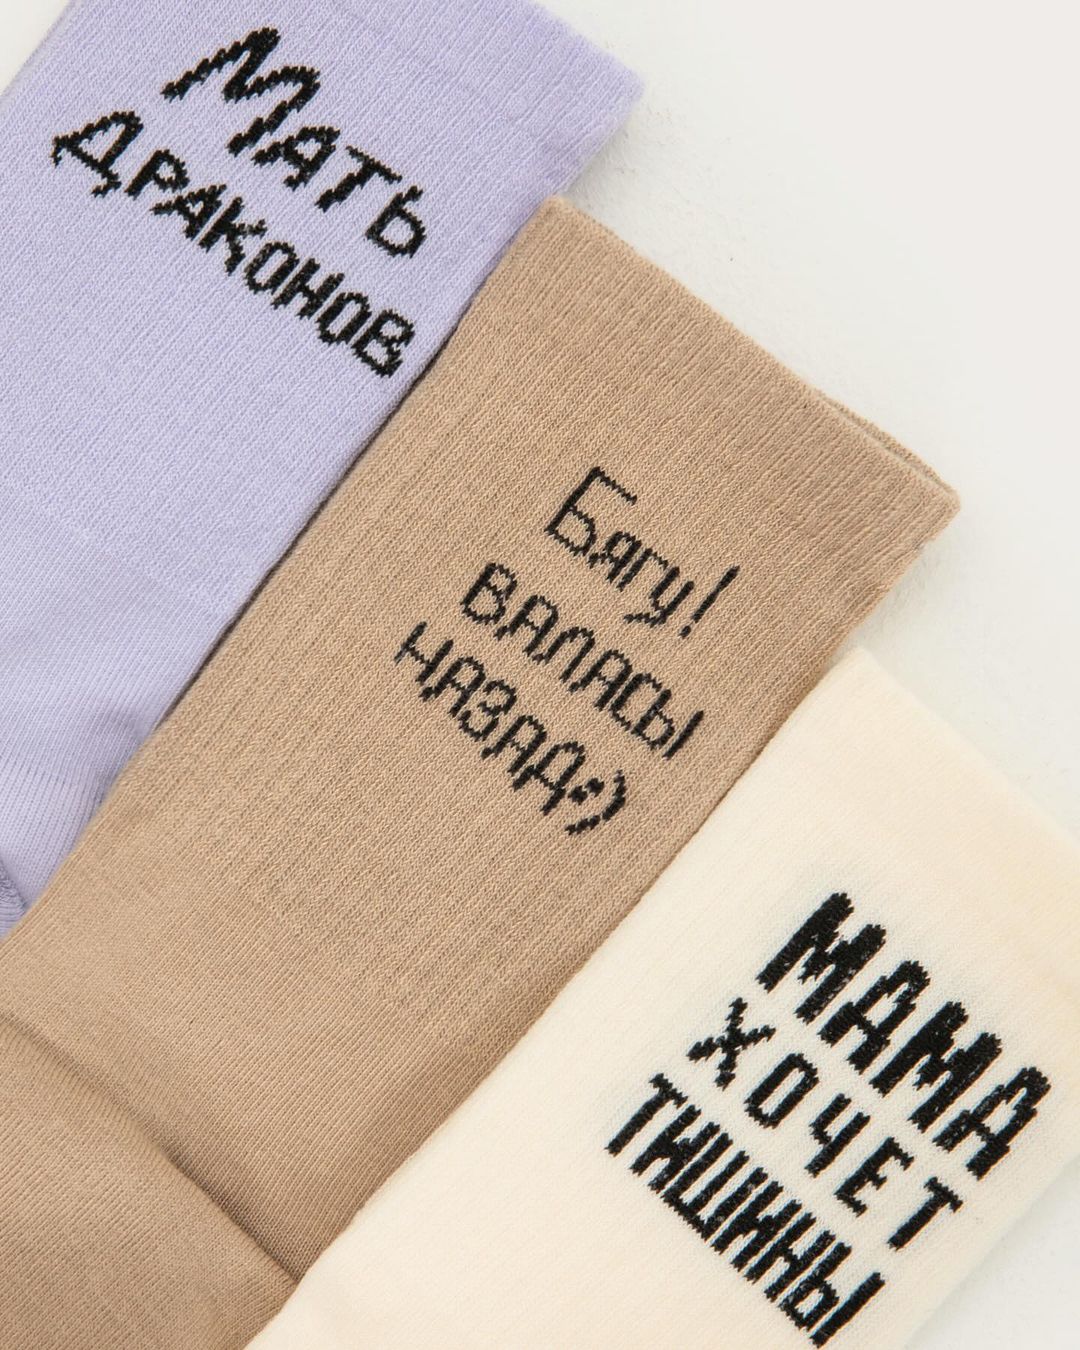 Мать
драконов
Бягу!
валасы
назад:)
МАМА
ХОЧЕТ
ТИШИНЫ